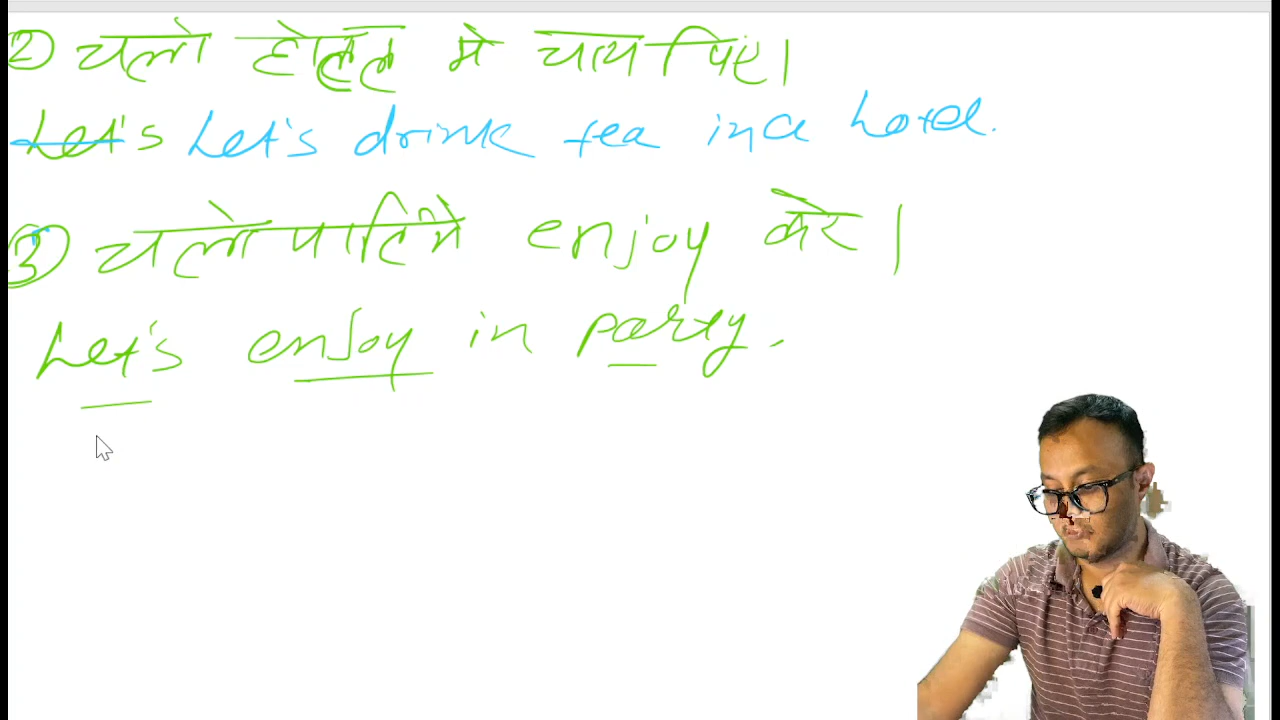 2) चलो होटल मे चाय पिए।
Let's Let's drink tea in a hotel.
3) चलो पार्टी मे enjoy करे।
Let's enjoy in party.